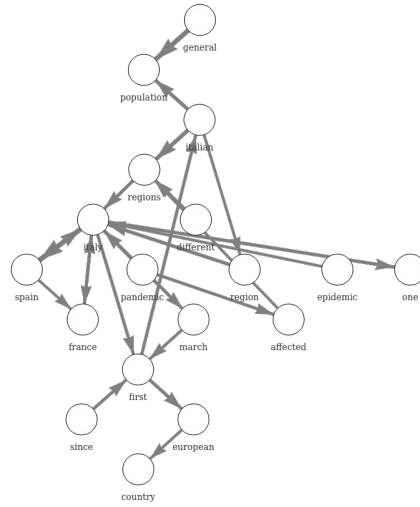 general
population
italian
regions
italy
different
spain
pandemic
region
epidemic
one
france
march
affected
first
since
european
country